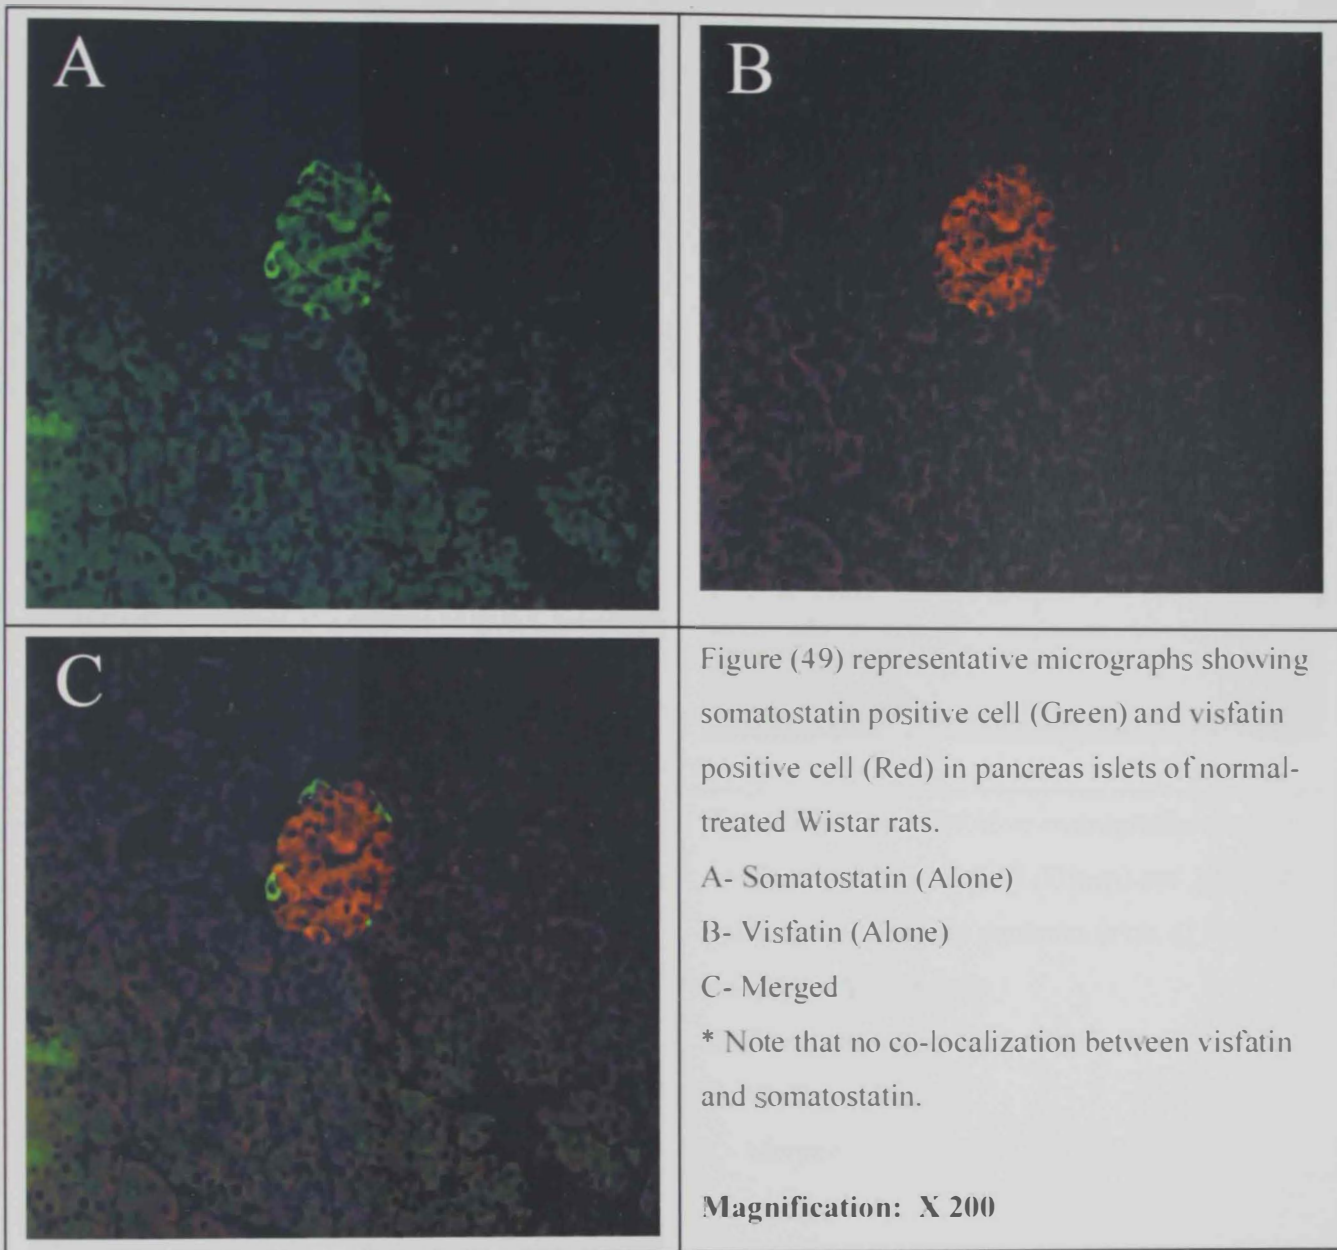 A
B
C
Figure (49) representative micrographs showing
somatostatin positive cell (Green) and visfatin
positive cell (Red) in pancreas islets of normal-
treated Wistar rats.
A- Somatostatin (Alone)
B- Visfatin (Alone)
C- Merged
* Note that no co-localization between visfatin
and somatostatin.
Magnification: X 200